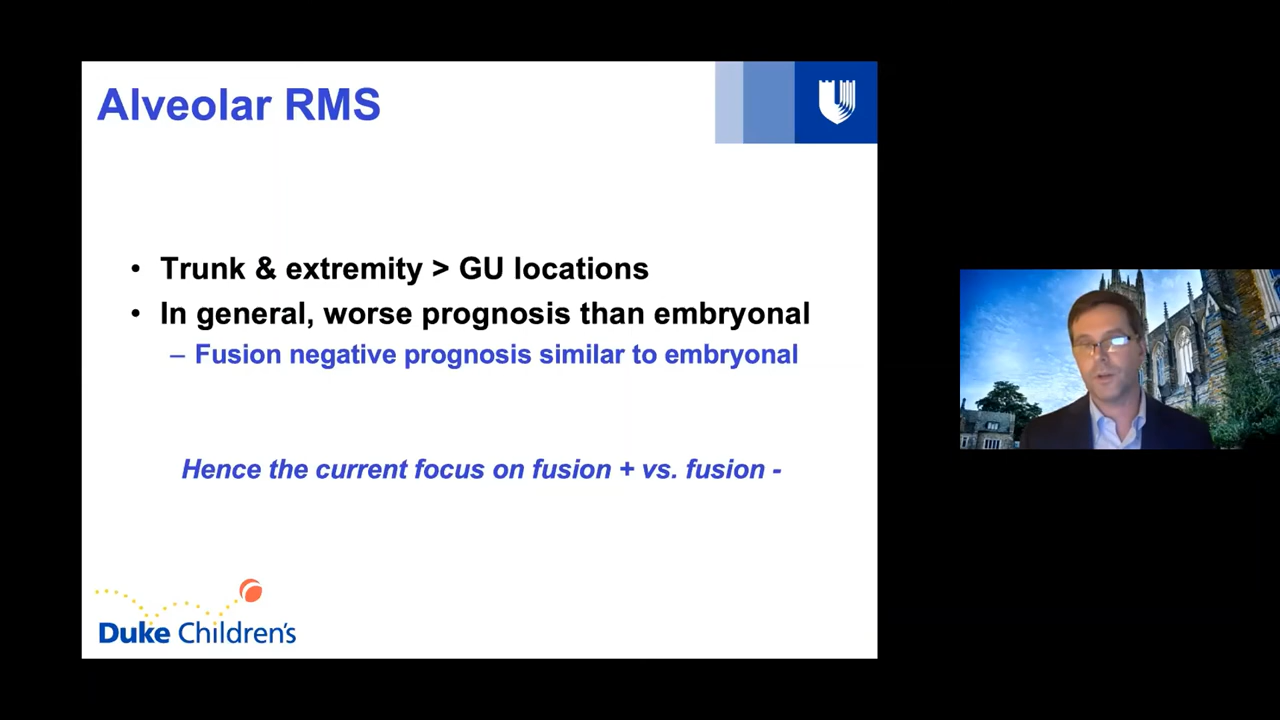 Alveolar RMS
• Trunk & extremity > GU locations
• In general, worse prognosis than embryonal
– Fusion negative prognosis similar to embryonal
Hence the current focus on fusion + vs. fusion -
Duke Children's